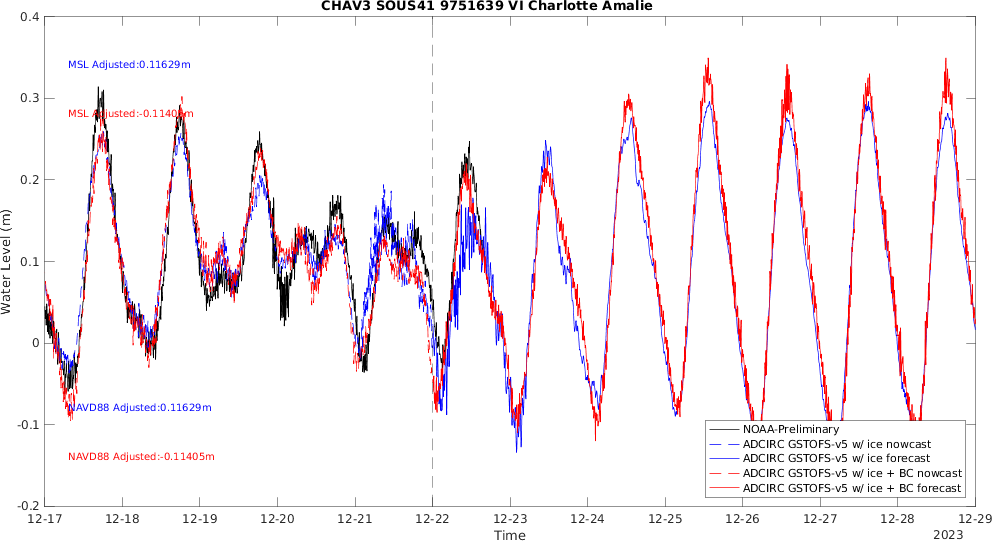 CHAV3 SOUS41 9751639 VI Charlotte Amalie
0.4
0.3
0.2
0.1
0
-0.1
-0.2
Water Level (m)
MSL Adjusted:0.11629m
MSL Adjusted:-0.11405m
NAVD88 Adjusted:0.11629m
NAVD88 Adjusted:-0.11405m
NOAA-Preliminary
ADCIRC GSTOFS-v5 w/ ice nowcast
ADCIRC GSTOFS-v5 w/ ice forecast
ADCIRC GSTOFS-v5 w/ ice + BC nowcast
ADCIRC GSTOFS-v5 w/ ice + BC forecast
12-17 12-18 12-19 12-20 12-21 12-22 12-23 12-24 12-25 12-26 12-27 12-28 12-29
Time
2023